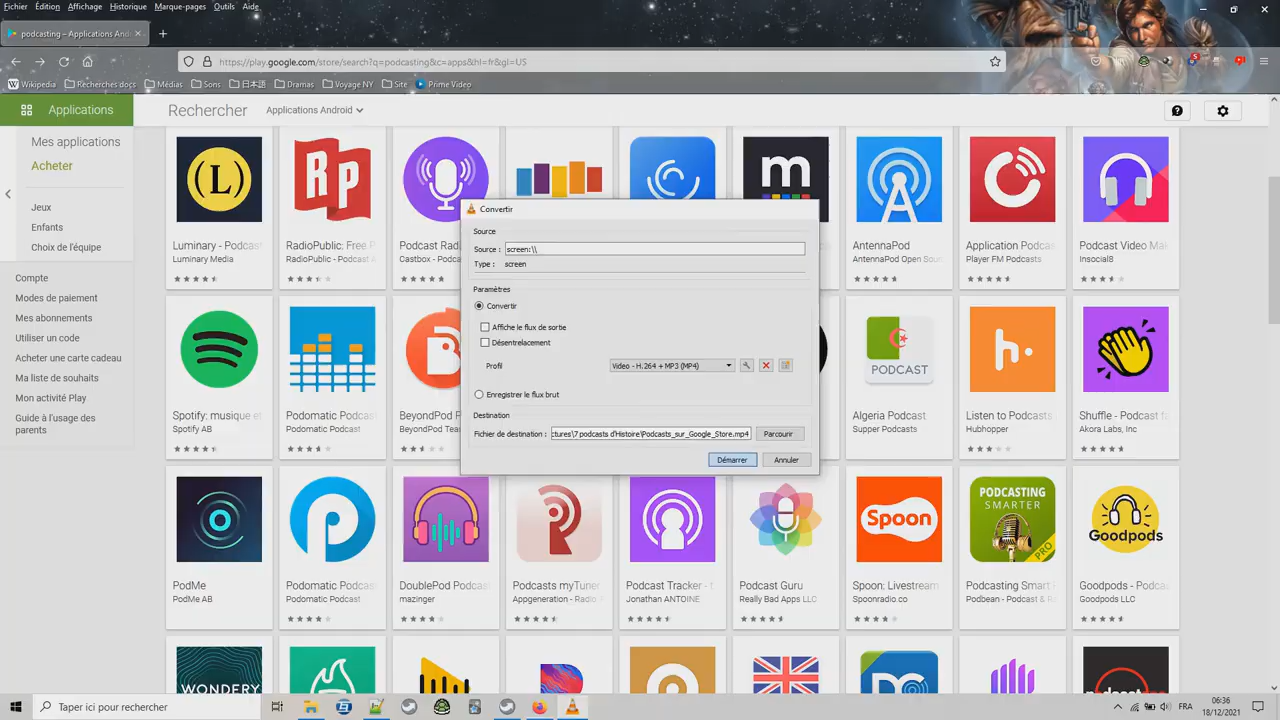 Fichier Édition Affichage Historique Marque-pages Outils Aide
podcasting – Applications And
https://play.google.com/store/search?q=podcasting&c=apps&hl=fr&gl=US
Wikipedia Recherches docs Médias Sons 日本語 Dramas Voyage NY Site Prime Video
Applications
Rechercher
Applications Android
Mes applications
Acheter
Jeux
Enfants
Choix de l'équipe
Compte
Modes de paiement
Mes abonnements
Utiliser un code
Acheter une carte cadeau
Ma liste de souhaits
Mon activité Play
Guide à l'usage des
parents
L
RP
m
Luminary - Podcast
Luminary Media
RadioPublic: Free P
RadioPublic
Podcast Radi
Castbox - Podcast
AntennaPod
AntennaPod Open Sour
Application Podcas
Player FM Podcasts
Podcast Video Ma
Insocial8
Convertir
Source
Source : screen:\\
Type : screen
Paramètres
Convertir
Affiche le flux de sortie
Désentrelacement
Profil
Video - H.264 + MP3 (MP4)
Enregistrer le flux brut
Destination
Fichier de destination : ctures\7 podcasts d'Histoire\Podcasts_sur_Google_Store.mp4
Parcourir
Démarrer
Annuler
PODCAST
h.
Spotify: musique e
Spotify AB
Podomatic Podcast
Podomatic Podcast
BeyondPod
BeyondPod Team
Algeria Podcast
Supper Podcasts
Listen to Podcasts
HubHopper
Shuffle - Podcast f
Akora Labs, Inc
PODCASTING
SMARTER
PRO
Spoon
Goodpods
PodMe
PodMe AB
Podomatic Podcas
Podomatic Podcast
DoublePod Podcas
mazinger
Podcasts myTuner
Appgeneration - Radio
Podcast Tracker - t
Jonathan ANTOINE
Podcast Guru
Really Bad Apps LLC
Spoon: Livestream
Spoonradio.co
Podcasting Smart
Podbean - Podcast & R
Goodpods - Podca
Goodpods LLC
WONDERY
Taper ici pour rechercher
FRA
06:36
18/12/2021